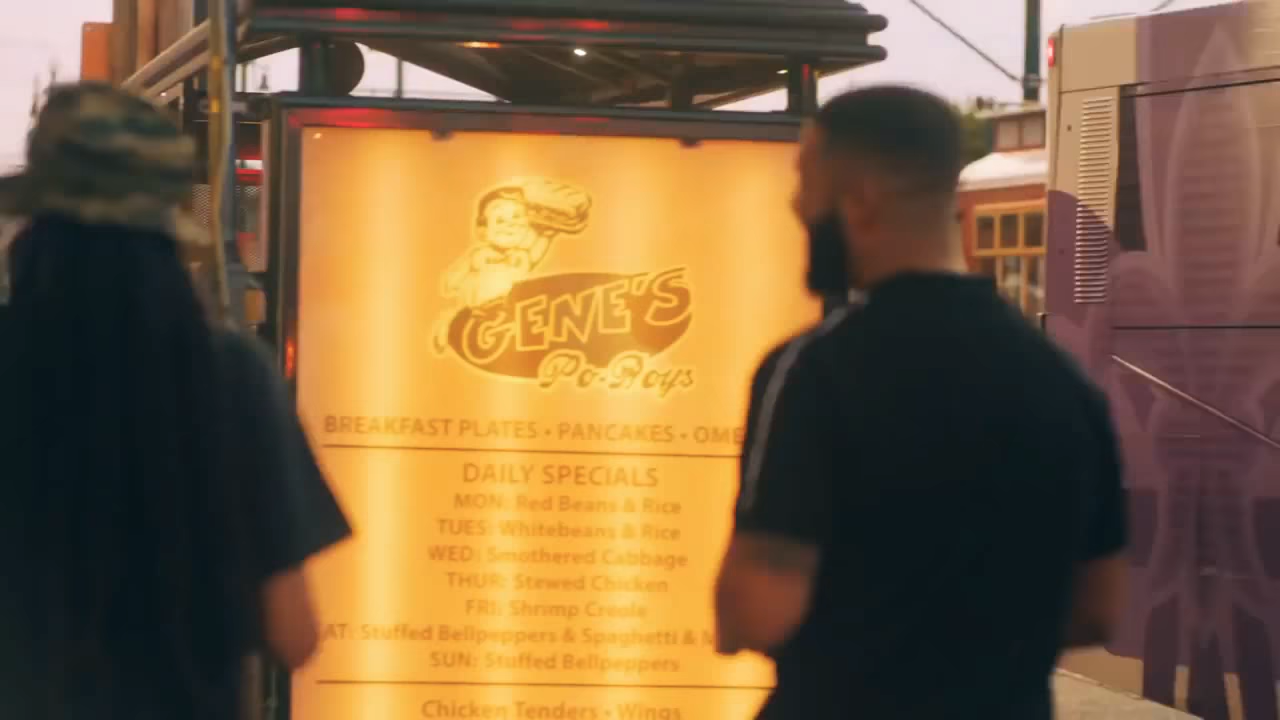 GENE'S
Po-Boys
BREAKFAST PLATES • PANCAKES • OME
DAILY SPECIALS
MON: Red Beans & Rice
TUES: Whitebeans & Rice
WED: Smothered Cabbage
THUR: Stewed Chicken
FRI: Shrimp Creole
AT: Stuffed Bellpeppers & Spaghetti & M
SUN: Stuffed Bellpeppers
Chicken Tenders • Wings